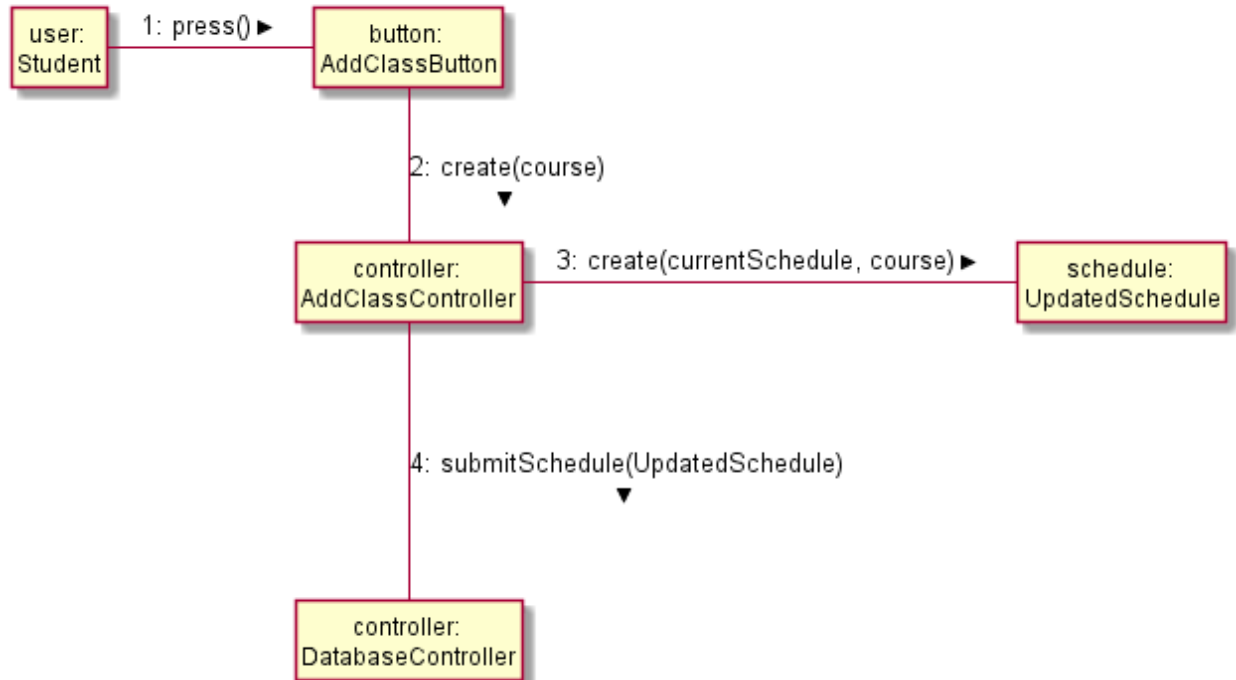 user:
Student
1: press() ►
button:
AddClassButton
2: create(course)
▼
controller:
AddClassController
3: create(currentSchedule, course) ►
schedule:
UpdatedSchedule
4: submitSchedule(UpdatedSchedule)
▼
controller:
DatabaseController